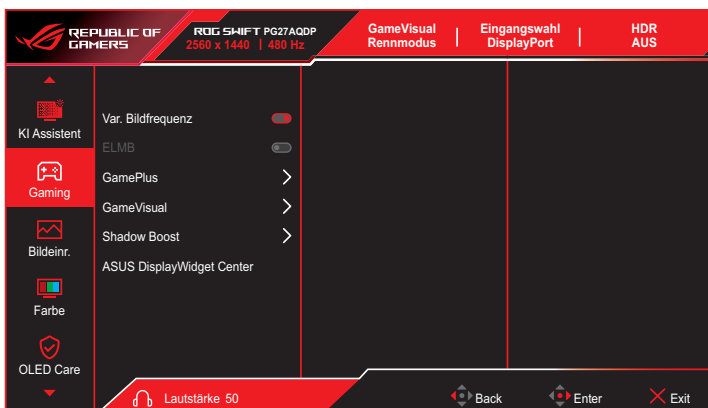 REPUBLIC OF
GAMERS
ROG SWIFT PG27AQDP
2560 x 1440 | 480 Hz
GameVisual
Rennmodus
Eingangswahl
DisplayPort
HDR
AUS
KI Assistent
Gaming
Bildeinr.
Farbe
OLED Care
Var. Bildfrequenz
ELMB
GamePlus
GameVisual
Shadow Boost
ASUS DisplayWidget Center
Lautstärke 50
Back
Enter
Exit